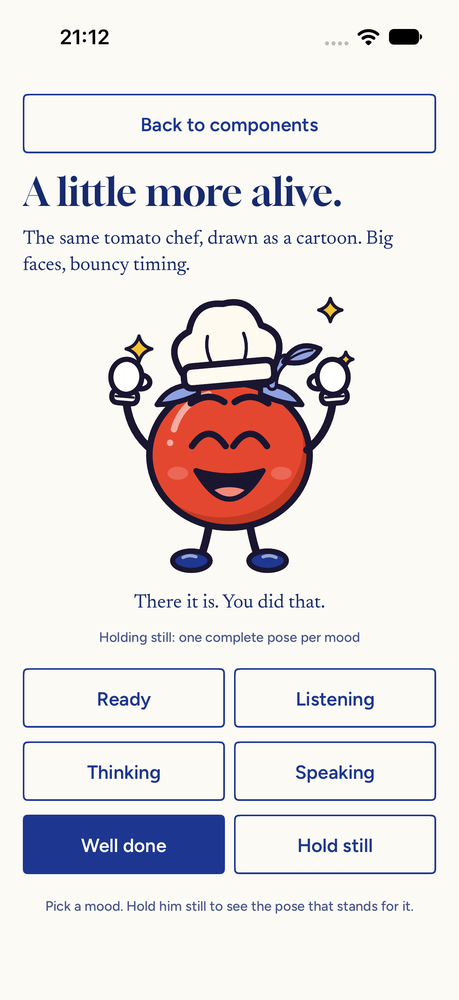 21:12
Back to components
A little more alive.
The same tomato chef, drawn as a cartoon. Big
faces, bouncy timing.
There it is. You did that.
Holding still: one complete pose per mood
Ready
Listening
Thinking
Speaking
Well done
Hold still
Pick a mood. Hold him still to see the pose that stands for it.